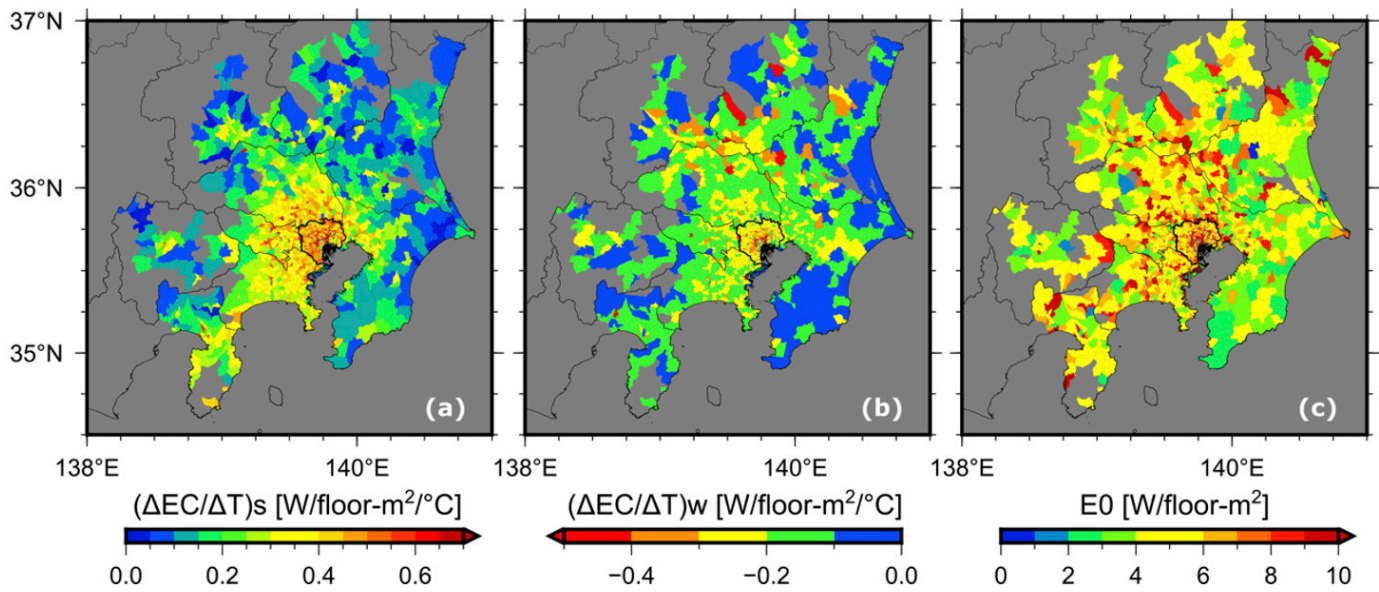 37°N
36°N
35°N
138°E 140°E 138°E 140°E 138°E 140°E
(a) (b) (c)
(ΔEC/ΔT)s [W/floor-m²/°C] (ΔEC/ΔT)w [W/floor-m²/°C] E0 [W/floor-m²]
0.0 0.2 0.4 0.6 −0.4 −0.2 0.0 0 2 4 6 8 10